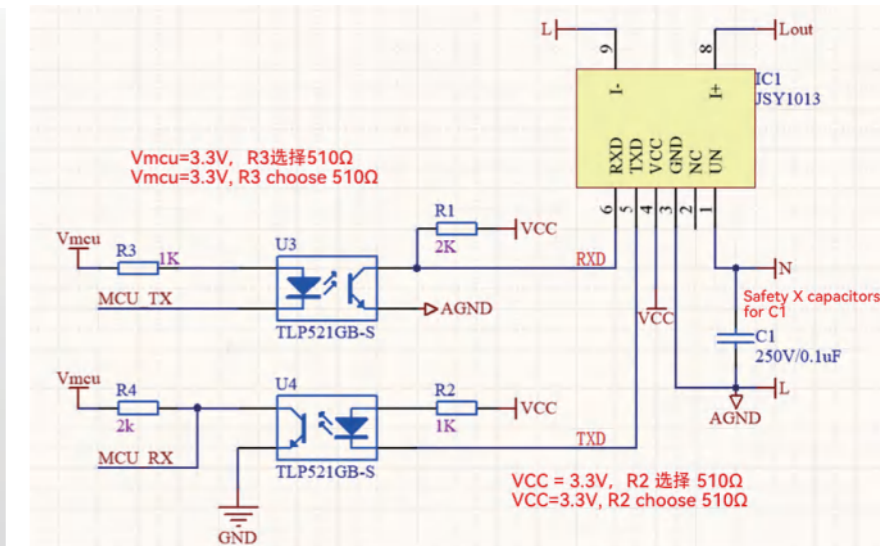 L
9
8
Lout
IC1
JSY1013
I-
I+
RXD
TXD
VCC
GND
NC
UN
6
5
4
3
2
1
Vmcu=3.3V, R3选择510Ω
Vmcu=3.3V, R3 choose 510Ω
R1
2K
VCC
Vmcu
R3
1K
U3
RXD
N
MCU_TX
AGND
TLP521GB-S
VCC
Safety X capacitors
for C1
C1
250V/0.1uF
Vmcu
R4
2k
U4
R2
1K
VCC
L
AGND
MCU_RX
TXD
TLP521GB-S
VCC = 3.3V, R2 选择 510Ω
VCC=3.3V, R2 choose 510Ω
GND